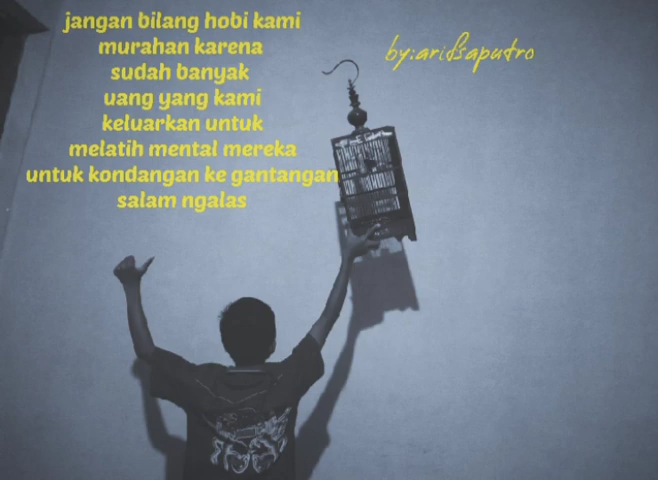 jangan bilang hobi kami
murahan karena
sudah banyak
uang yang kami
keluarkan untuk
melatih mental mereka
untuk kondangan ke gantangan
salam ngalas
by:arifsaputro